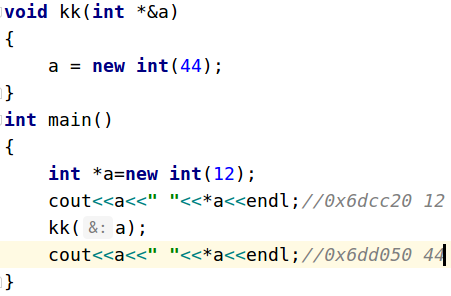 void kk(int *&a)
{
    a = new int(44);
}
int main()
{
    int *a=new int(12);
    cout<<a<<" "<<*a<<endl;//0x6dcc20 12
    kk(&: a);
    cout<<a<<" "<<*a<<endl;//0x6dd050 44
}